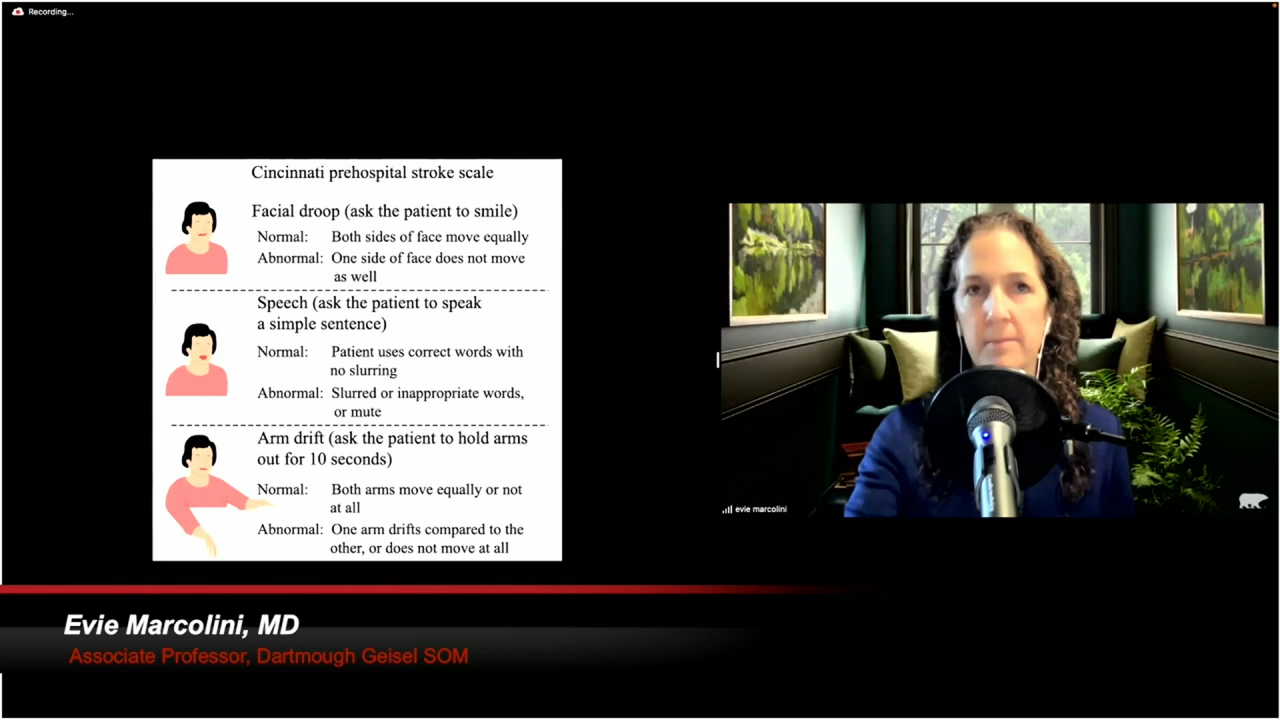 Recording...
Cincinnati prehospital stroke scale
Facial droop (ask the patient to smile)
Normal: Both sides of face move equally
Abnormal: One side of face does not move
as well
Speech (ask the patient to speak
a simple sentence)
Normal: Patient uses correct words with
no slurring
Abnormal: Slurred or inappropriate words,
or mute
Arm drift (ask the patient to hold arms
out for 10 seconds)
Normal: Both arms move equally or not
at all
Abnormal: One arm drifts compared to the
other, or does not move at all
evie marcolini
Evie Marcolini, MD
Associate Professor, Dartmough Geisel SOM